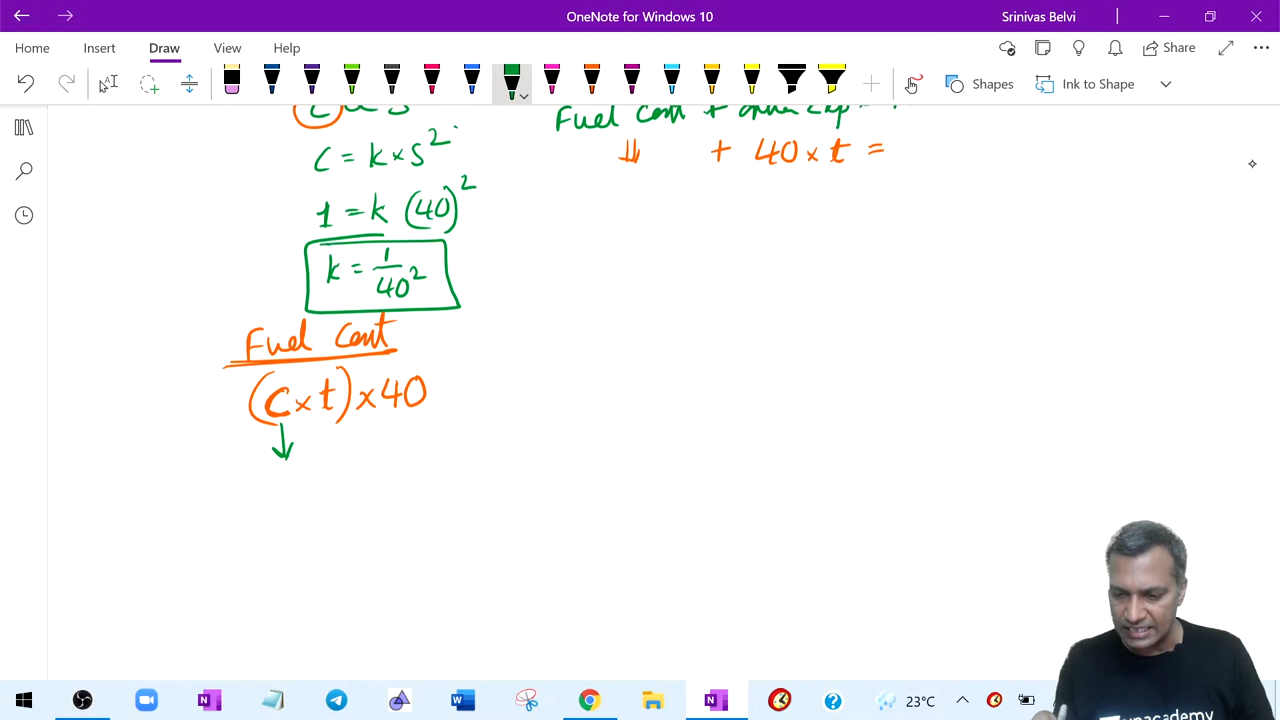 OneNote for Windows 10
Srinivas Belvi
Home Insert Draw View Help
Share
Shapes
Ink to Shape
Fuel Cost +
C = k × S²
+ 40 × t =
1 = k (40)²
k = 1/40²
Fuel Cost
(C × t) × 40
23°C
unacademy